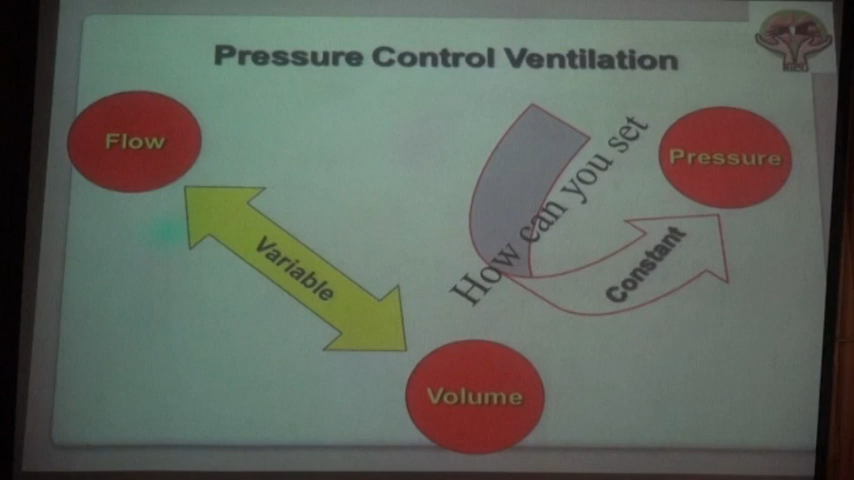 Pressure Control Ventilation
Flow
Pressure
How can you set
Variable
Constant
Volume